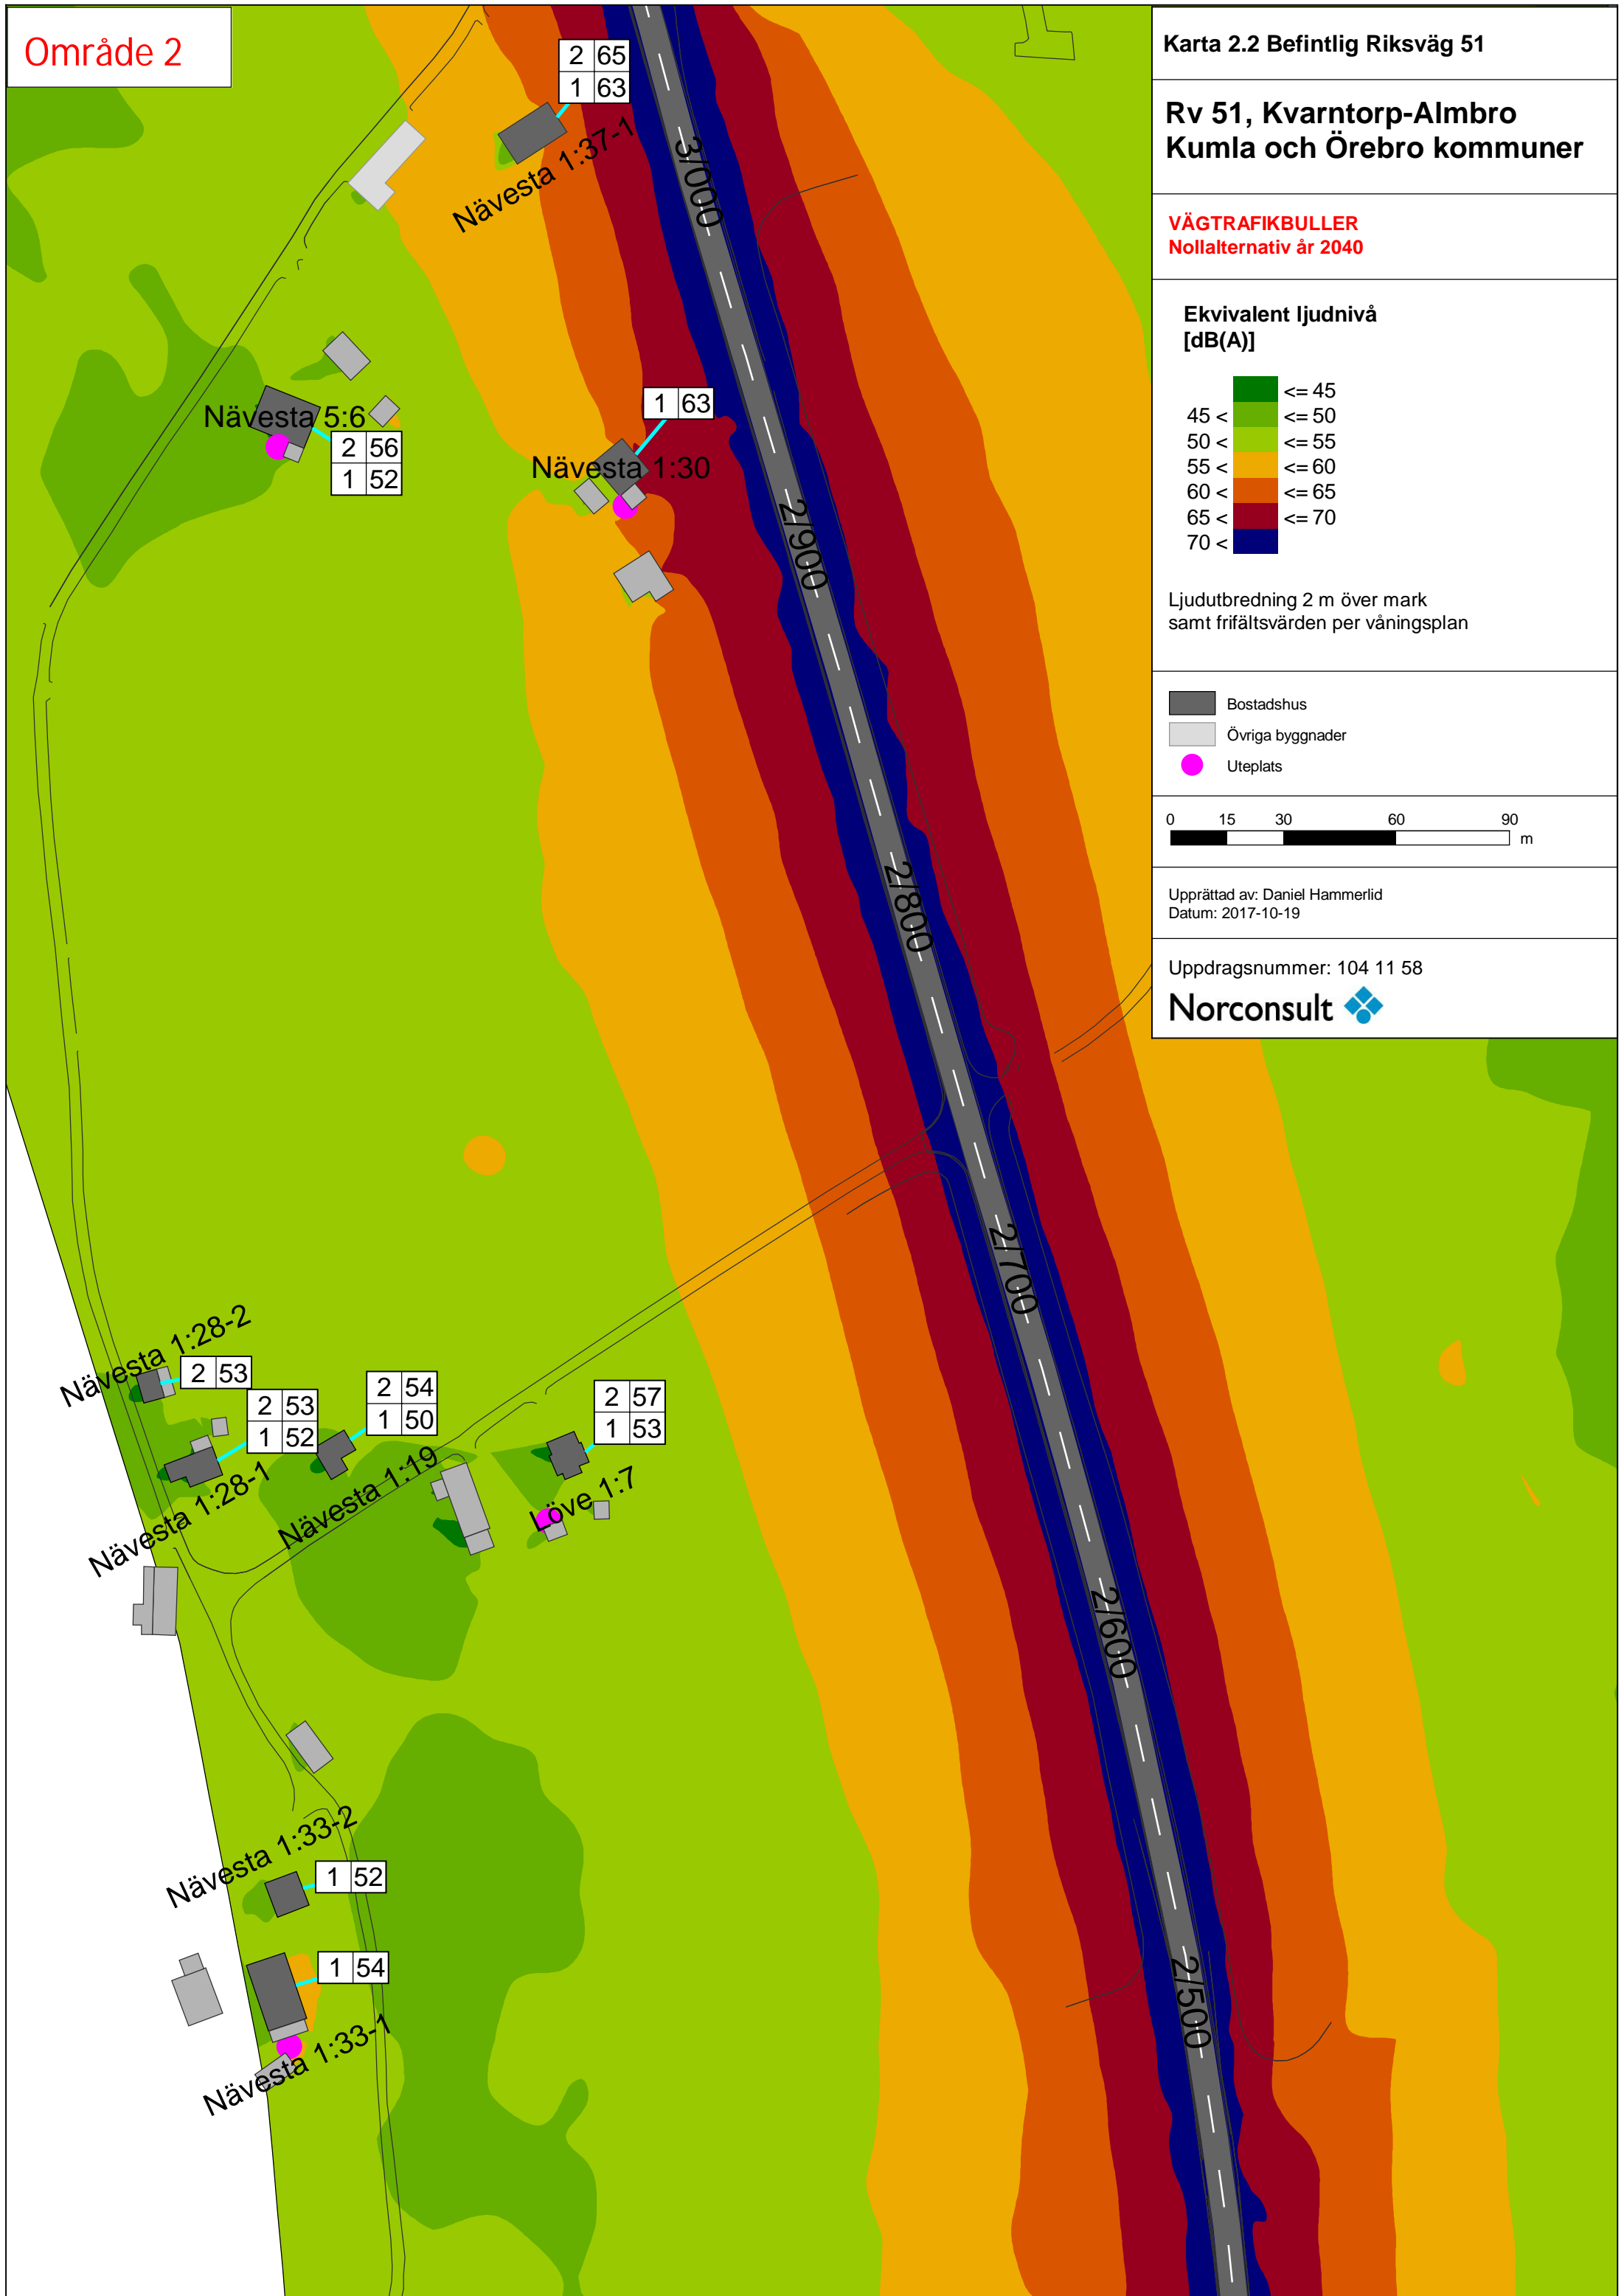 Område 2
2 65
1 63
Nävesta 1:37-1
3/000
Nävesta 5:6
2 56
1 52
1 63
Nävesta 1:30
2/900
2/800
2/700
Nävesta 1:28-2
2 53
2 53
1 52
Nävesta 1:28-1
2 54
1 50
Nävesta 1:19
2 57
1 53
Löve 1:7
2/600
Nävesta 1:33-2
1 52
1 54
Nävesta 1:33-1
2/500
Karta 2.2 Befintlig Riksväg 51
Rv 51, Kvarntorp-Almbro
Kumla och Örebro kommuner
VÄGTRAFIKBULLER
Nollalternativ år 2040
Ekvivalent ljudnivå
[dB(A)]
<= 45
45 < <= 50
50 < <= 55
55 < <= 60
60 < <= 65
65 < <= 70
70 <
Ljudutbredning 2 m över mark
samt frifältsvärden per våningsplan
Bostadshus
Övriga byggnader
Uteplats
0 15 30 60 90
m
Upprättad av: Daniel Hammerlid
Datum: 2017-10-19
Uppdragsnummer: 104 11 58
Norconsult